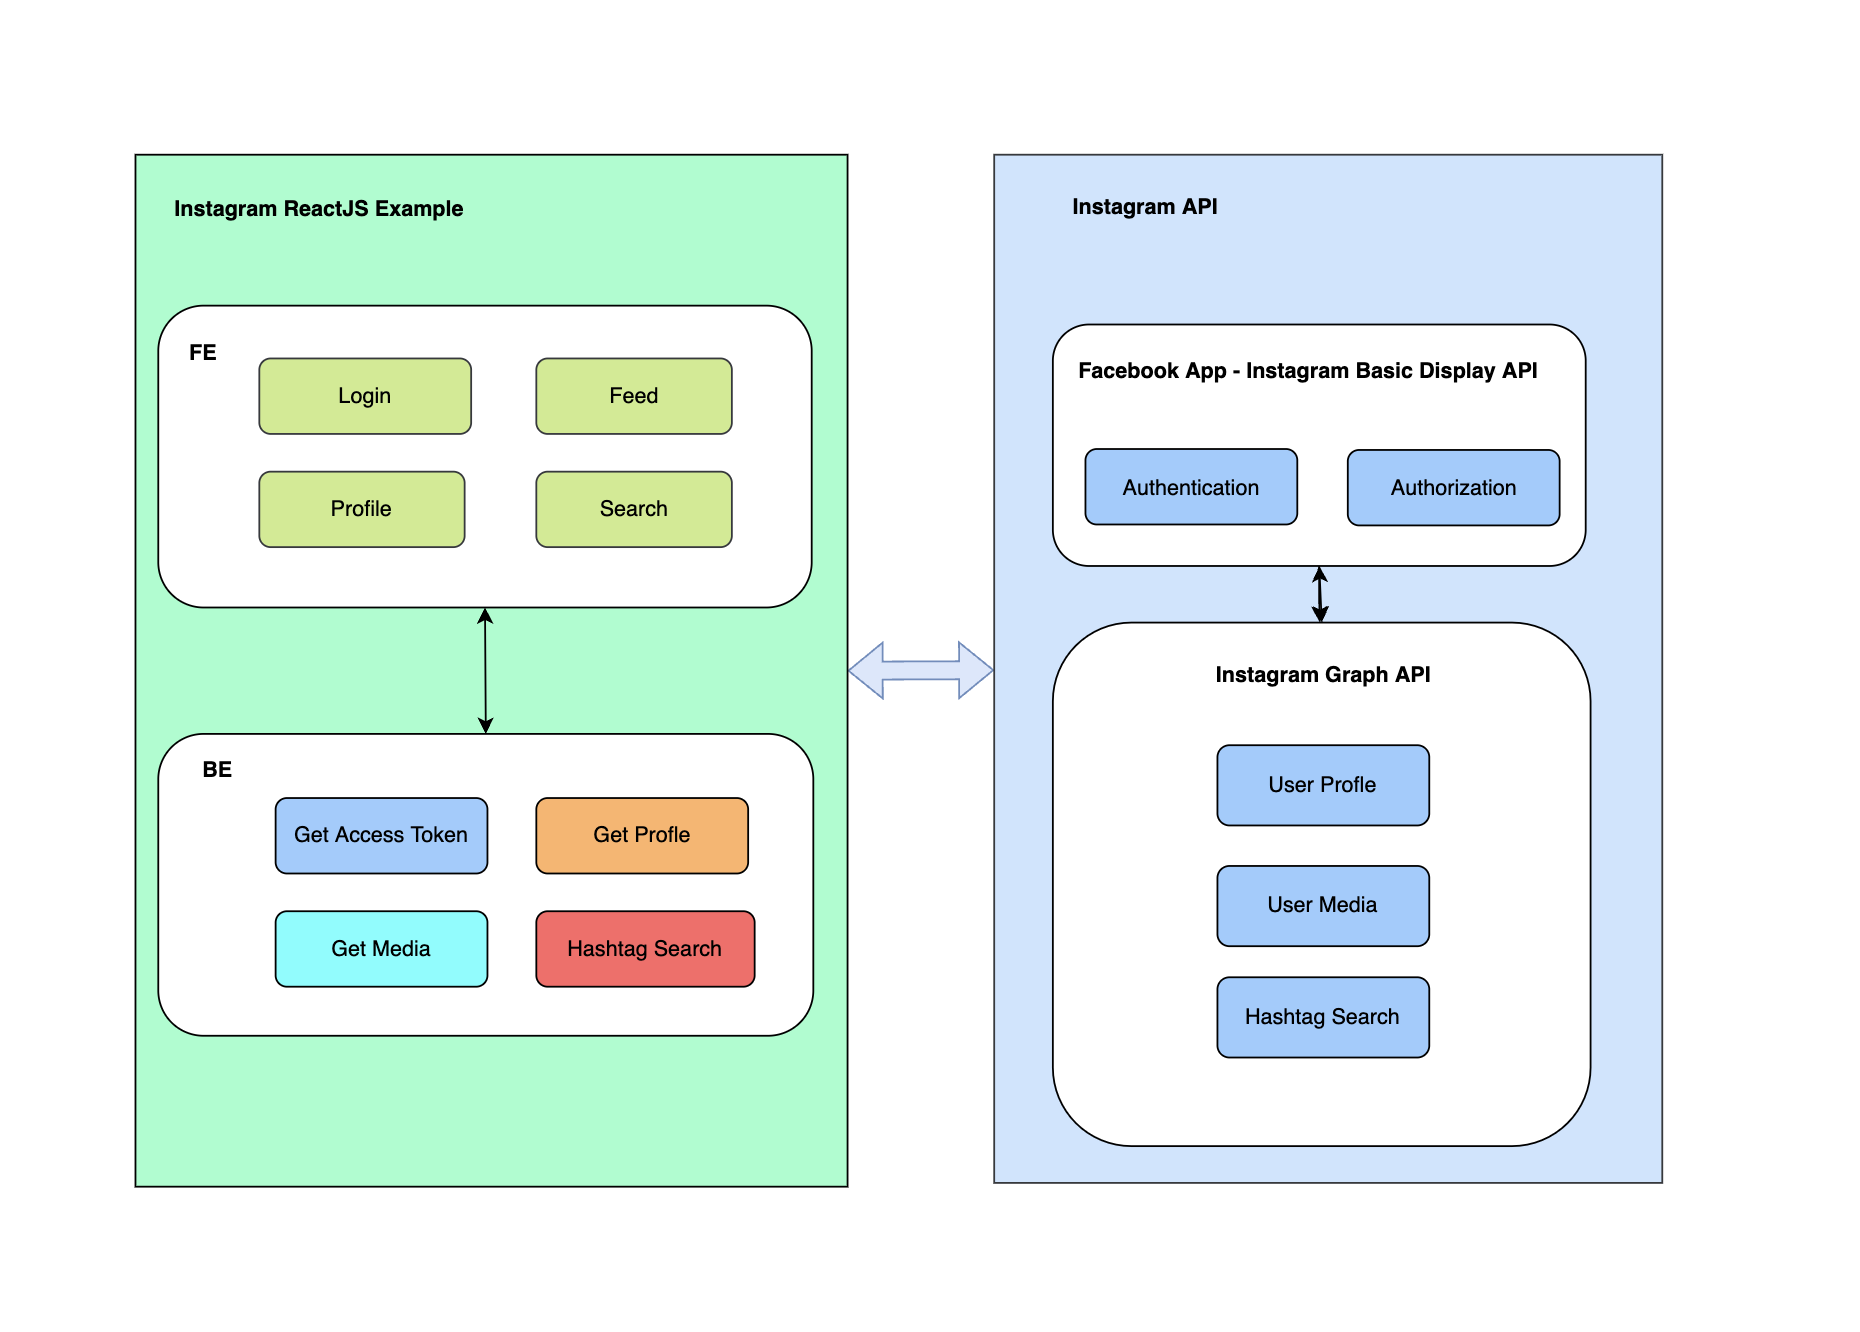 Instagram ReactJS Example
FE
Login
Feed
Profile
Search
BE
Get Access Token
Get Profle
Get Media
Hashtag Search
Instagram API
Facebook App - Instagram Basic Display API
Authentication
Authorization
Instagram Graph API
User Profle
User Media
Hashtag Search